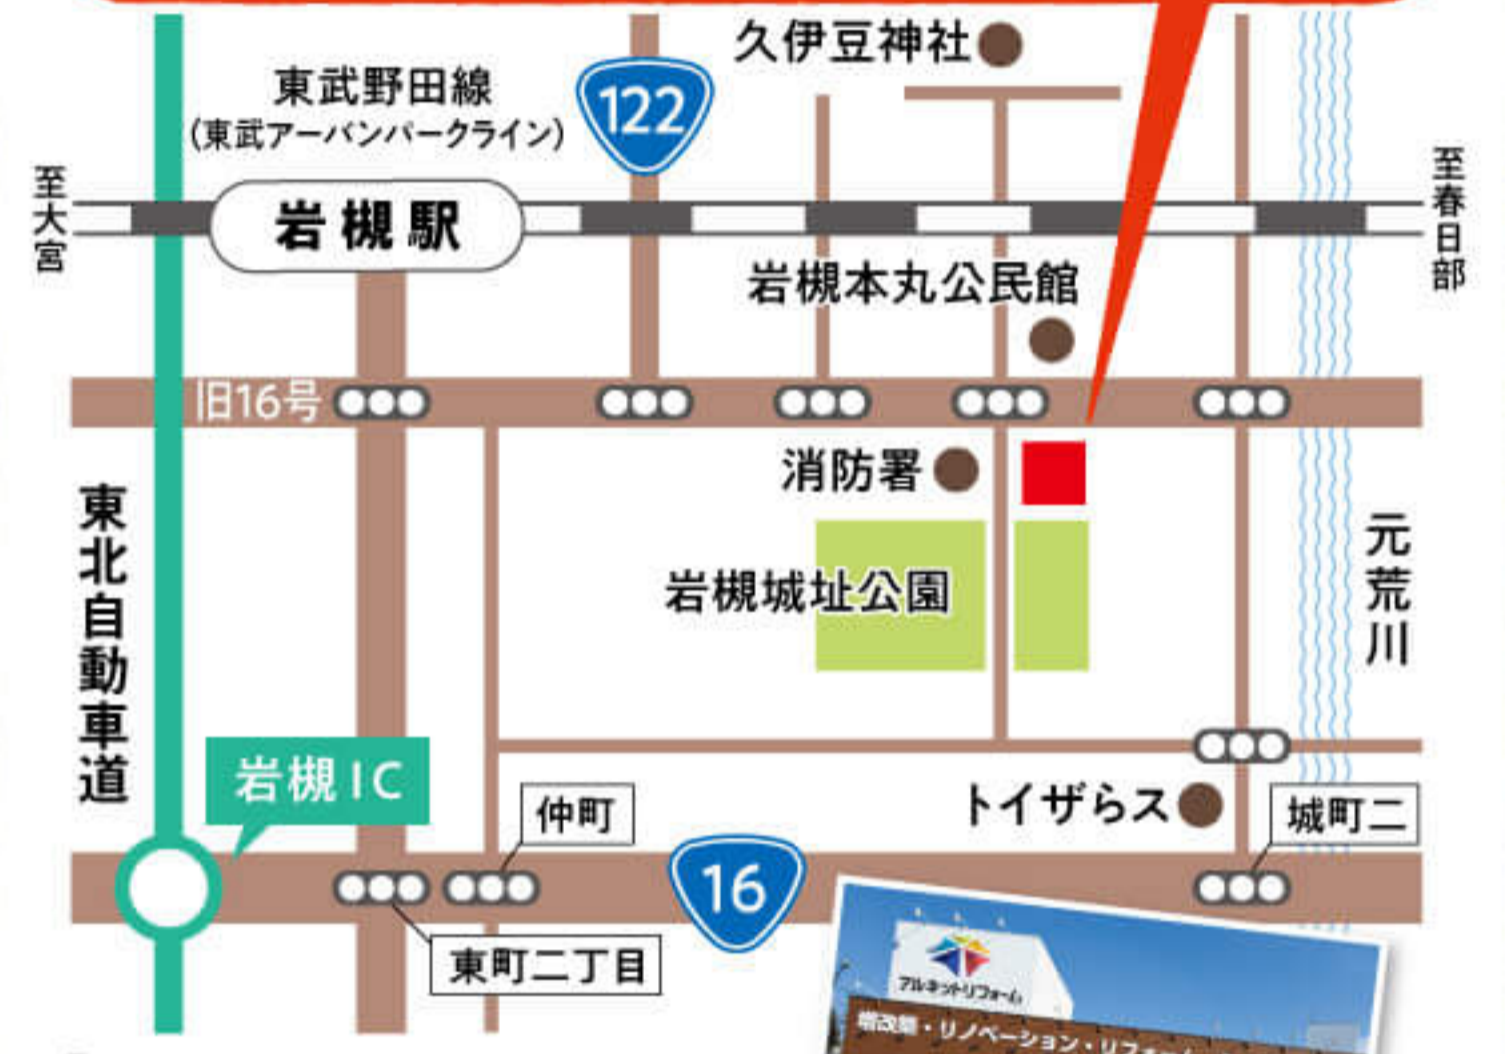 久伊豆神社
東武野田線
(東武アーバンパークライン)
122
至大宮
岩槻駅
至春日部
岩槻本丸公民館
旧16号
消防署
東北自動車道
岩槻城址公園
元荒川
岩槻IC
仲町
トイザらス
城町二
16
東町二丁目
アルネットリフォーム
増改築・リノベーション・リフォーム